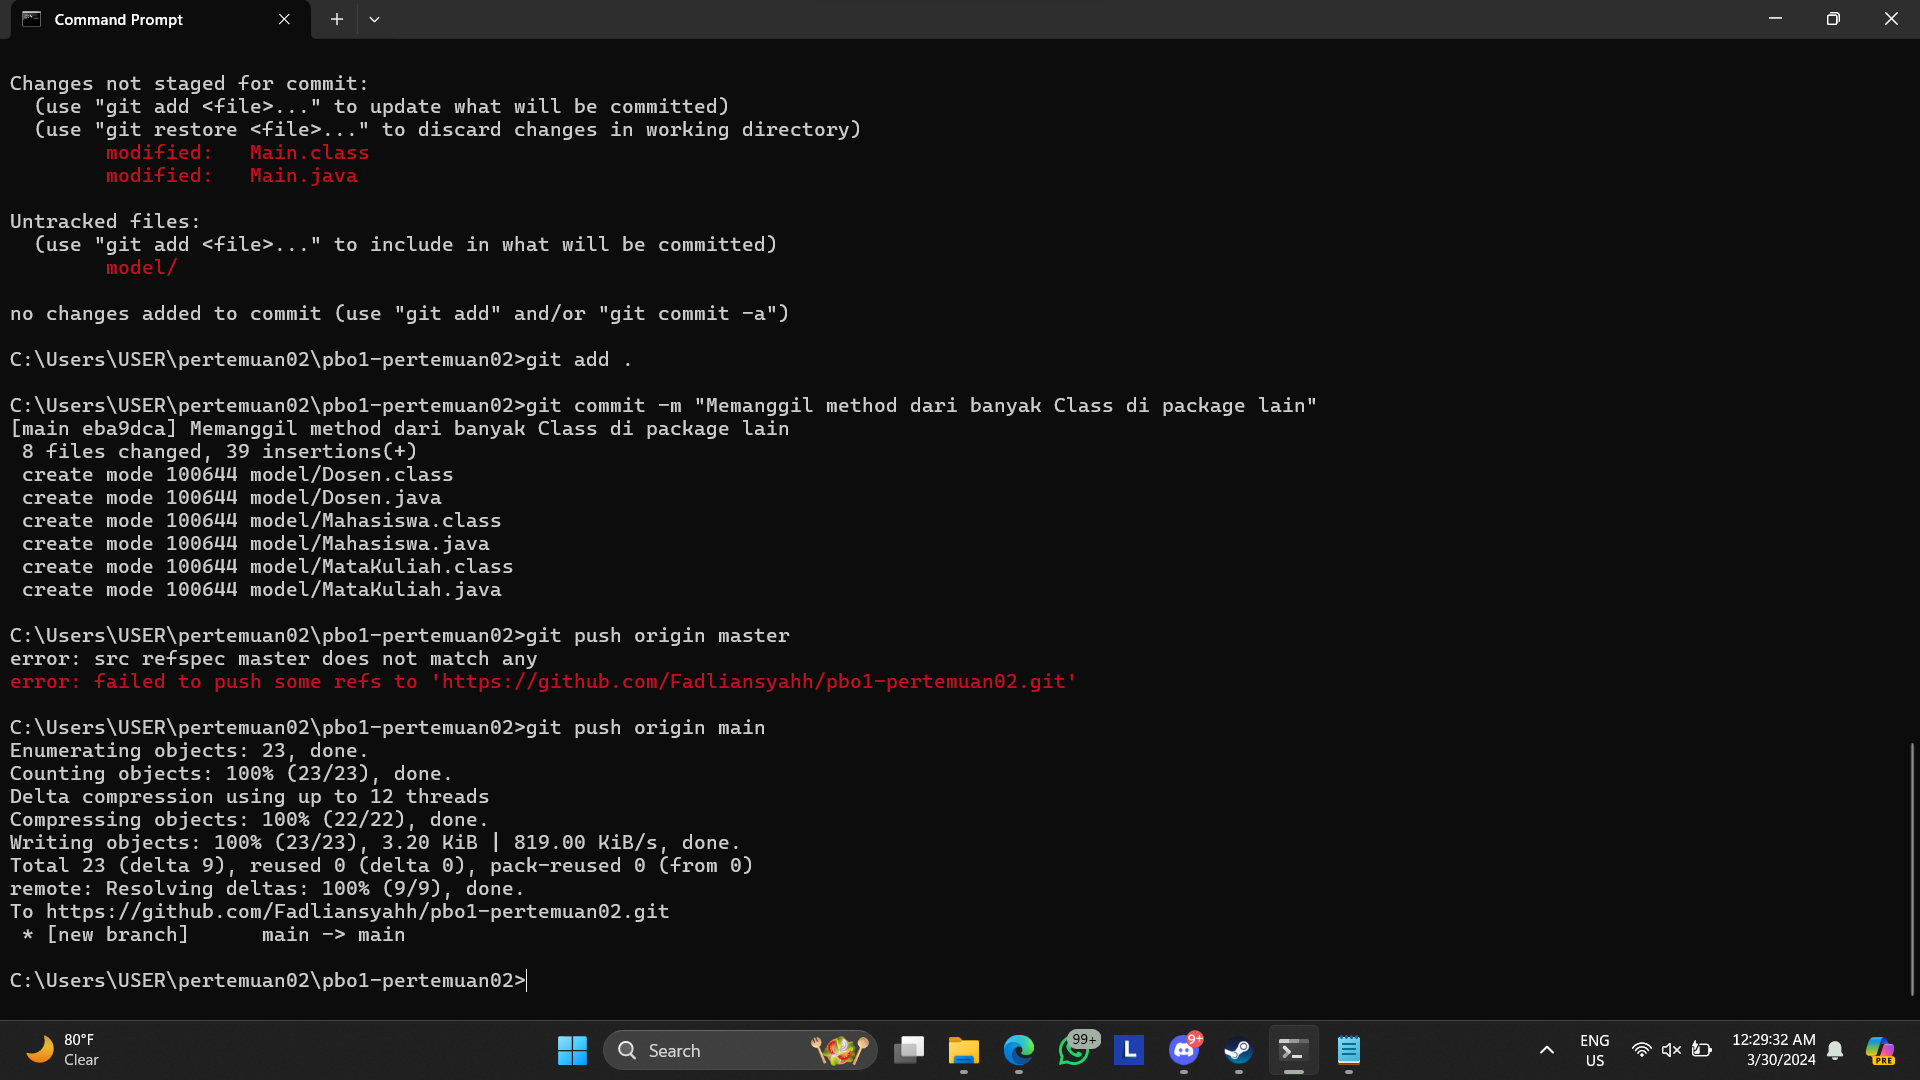 Command Prompt
Changes not staged for commit:
  (use "git add <file>..." to update what will be committed)
  (use "git restore <file>..." to discard changes in working directory)
        modified:   Main.class
        modified:   Main.java
Untracked files:
  (use "git add <file>..." to include in what will be committed)
        model/
no changes added to commit (use "git add" and/or "git commit -a")
C:\Users\USER\pertemuan02\pbo1-pertemuan02>git add .
C:\Users\USER\pertemuan02\pbo1-pertemuan02>git commit -m "Memanggil method dari banyak Class di package lain"
[main eba9dca] Memanggil method dari banyak Class di package lain
 8 files changed, 39 insertions(+)
 create mode 100644 model/Dosen.class
 create mode 100644 model/Dosen.java
 create mode 100644 model/Mahasiswa.class
 create mode 100644 model/Mahasiswa.java
 create mode 100644 model/MataKuliah.class
 create mode 100644 model/MataKuliah.java
C:\Users\USER\pertemuan02\pbo1-pertemuan02>git push origin master
error: src refspec master does not match any
error: failed to push some refs to 'https://github.com/Fadliansyahh/pbo1-pertemuan02.git'
C:\Users\USER\pertemuan02\pbo1-pertemuan02>git push origin main
Enumerating objects: 23, done.
Counting objects: 100% (23/23), done.
Delta compression using up to 12 threads
Compressing objects: 100% (22/22), done.
Writing objects: 100% (23/23), 3.20 KiB | 819.00 KiB/s, done.
Total 23 (delta 9), reused 0 (delta 0), pack-reused 0 (from 0)
remote: Resolving deltas: 100% (9/9), done.
To https://github.com/Fadliansyahh/pbo1-pertemuan02.git
 * [new branch]      main -> main
C:\Users\USER\pertemuan02\pbo1-pertemuan02>
80°F
Clear
Search
99+
L
9+
ENG
US
12:29:32 AM
3/30/2024
PRE